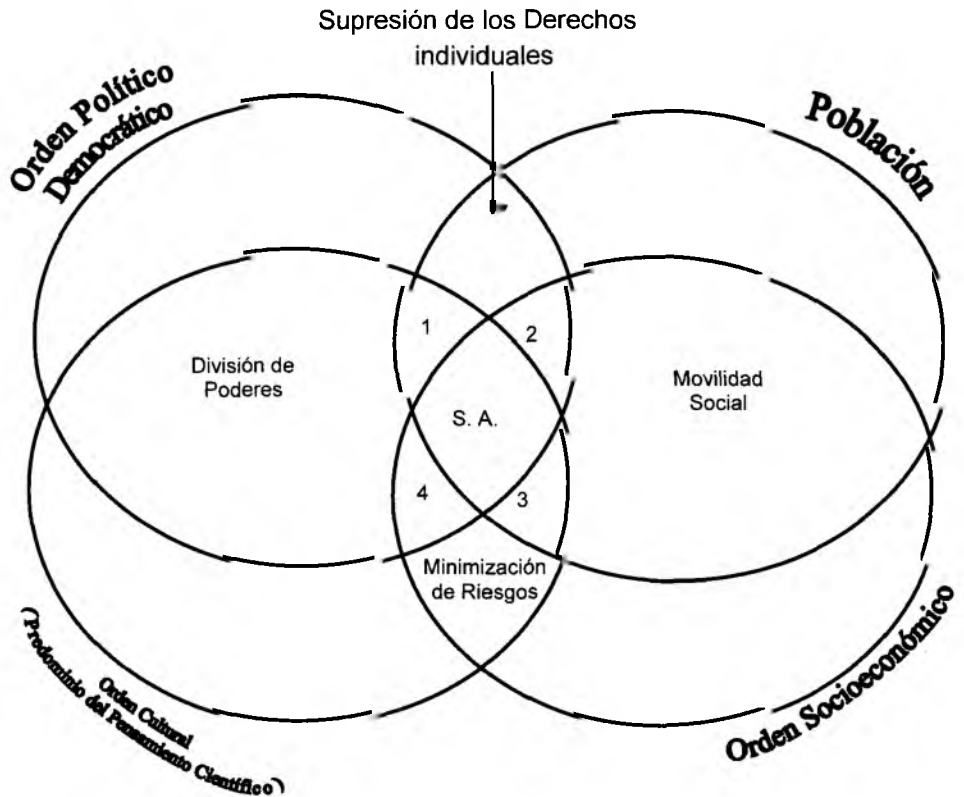 Supresión de los Derechos
individuales
Orden Político
Democrático
Población
1
2
División de
Poderes
Movilidad
Social
S. A.
4
3
Minimización
de Riesgos
Orden Cultural
(Predominio del Pensamiento Científico)
Orden Socioeconómico